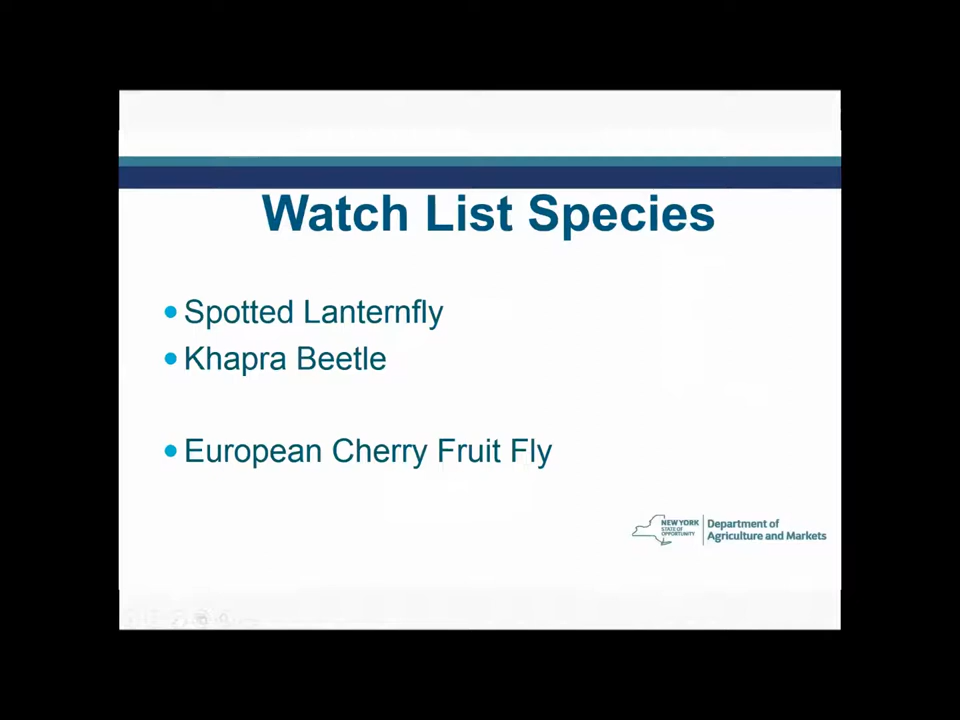 Watch List Species
• Spotted Lanternfly
• Khapra Beetle
• European Cherry Fruit Fly
NEW YORK
STATE OF
OPPORTUNITY
Department of
Agriculture and Markets